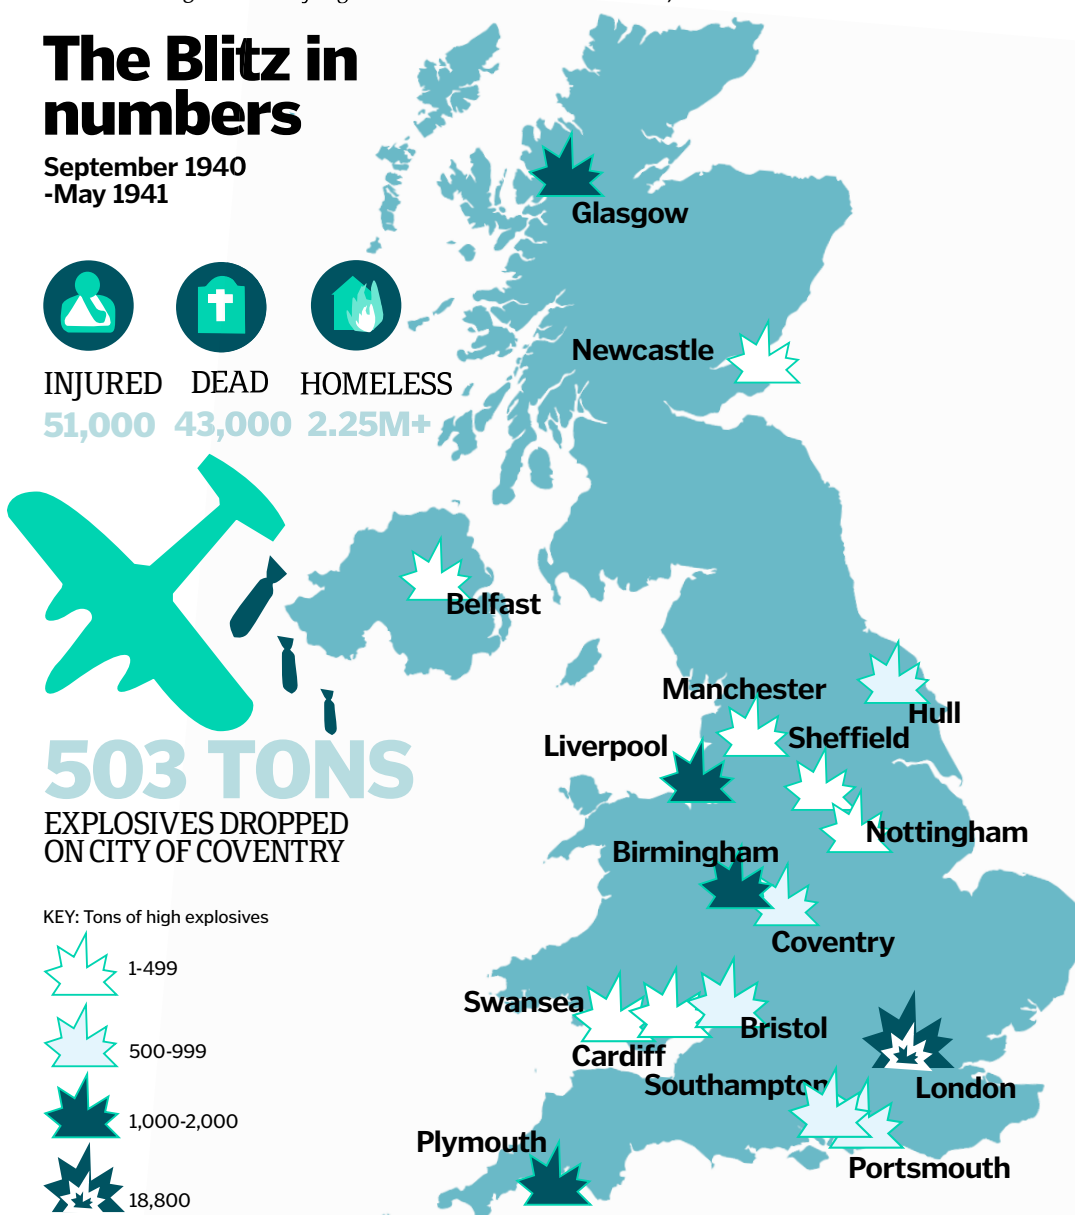 The Blitz in
numbers
September 1940
-May 1941
INJURED
51,000
DEAD
43,000
HOMELESS
2.25M+
503 TONS
EXPLOSIVES DROPPED
ON CITY OF COVENTRY
KEY: Tons of high explosives
1-499
500-999
1,000-2,000
18,800
Glasgow
Newcastle
Belfast
Manchester
Hull
Sheffield
Liverpool
Nottingham
Birmingham
Coventry
Swansea
Bristol
Cardiff
Southampton
London
Plymouth
Portsmouth